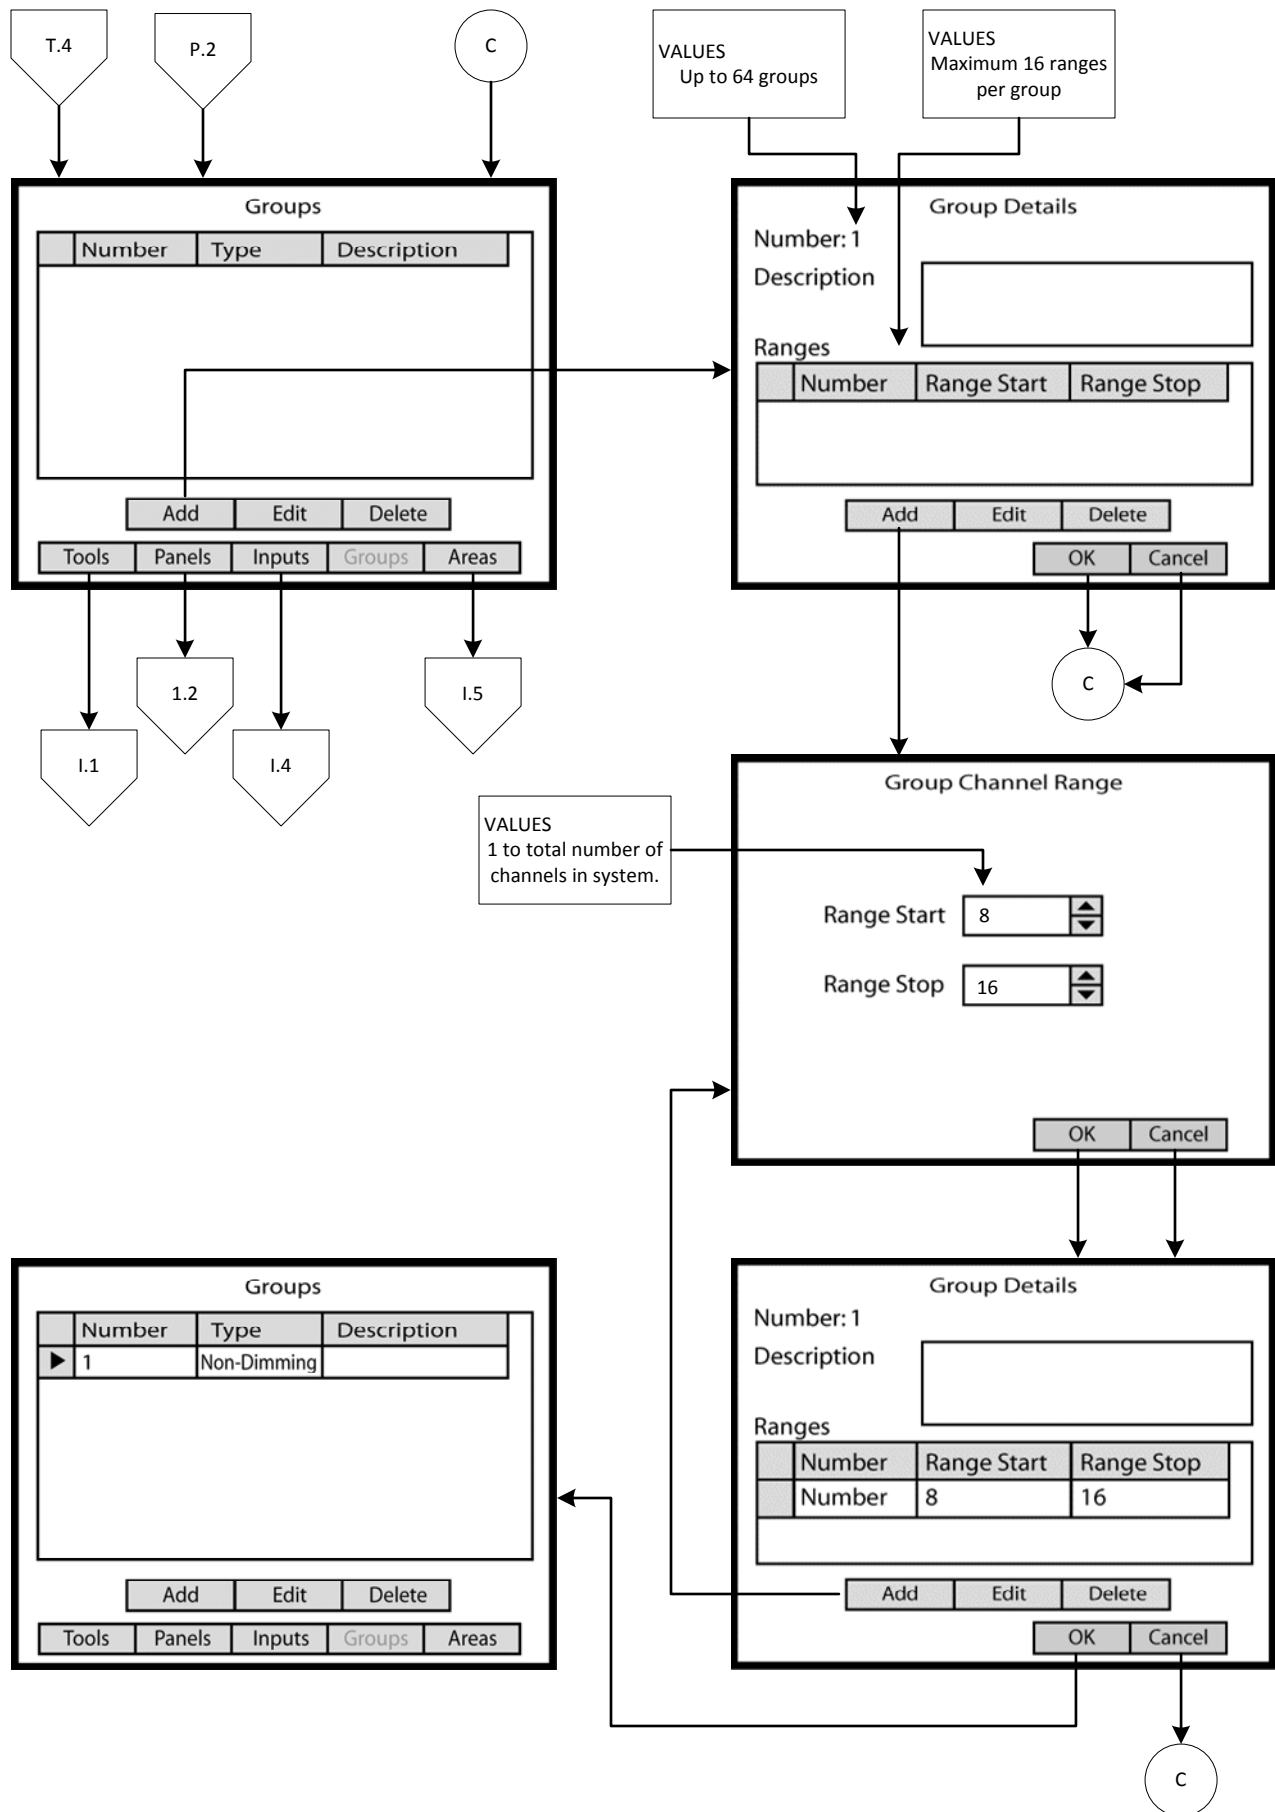 T.4
P.2
C
VALUES
Up to 64 groups
VALUES
Maximum 16 ranges
per group
Groups
Number Type Description
Add Edit Delete
Tools Panels Inputs Groups Areas
Group Details
Number: 1
Description
Ranges
Number Range Start Range Stop
Add Edit Delete
OK Cancel
1.2
I.5
I.1
I.4
C
VALUES
1 to total number of
channels in system.
Group Channel Range
Range Start 8
Range Stop 16
OK Cancel
Groups
Number Type Description
1 Non-Dimming
Add Edit Delete
Tools Panels Inputs Groups Areas
Group Details
Number: 1
Description
Ranges
Number Range Start Range Stop
Number 8 16
Add Edit Delete
OK Cancel
C